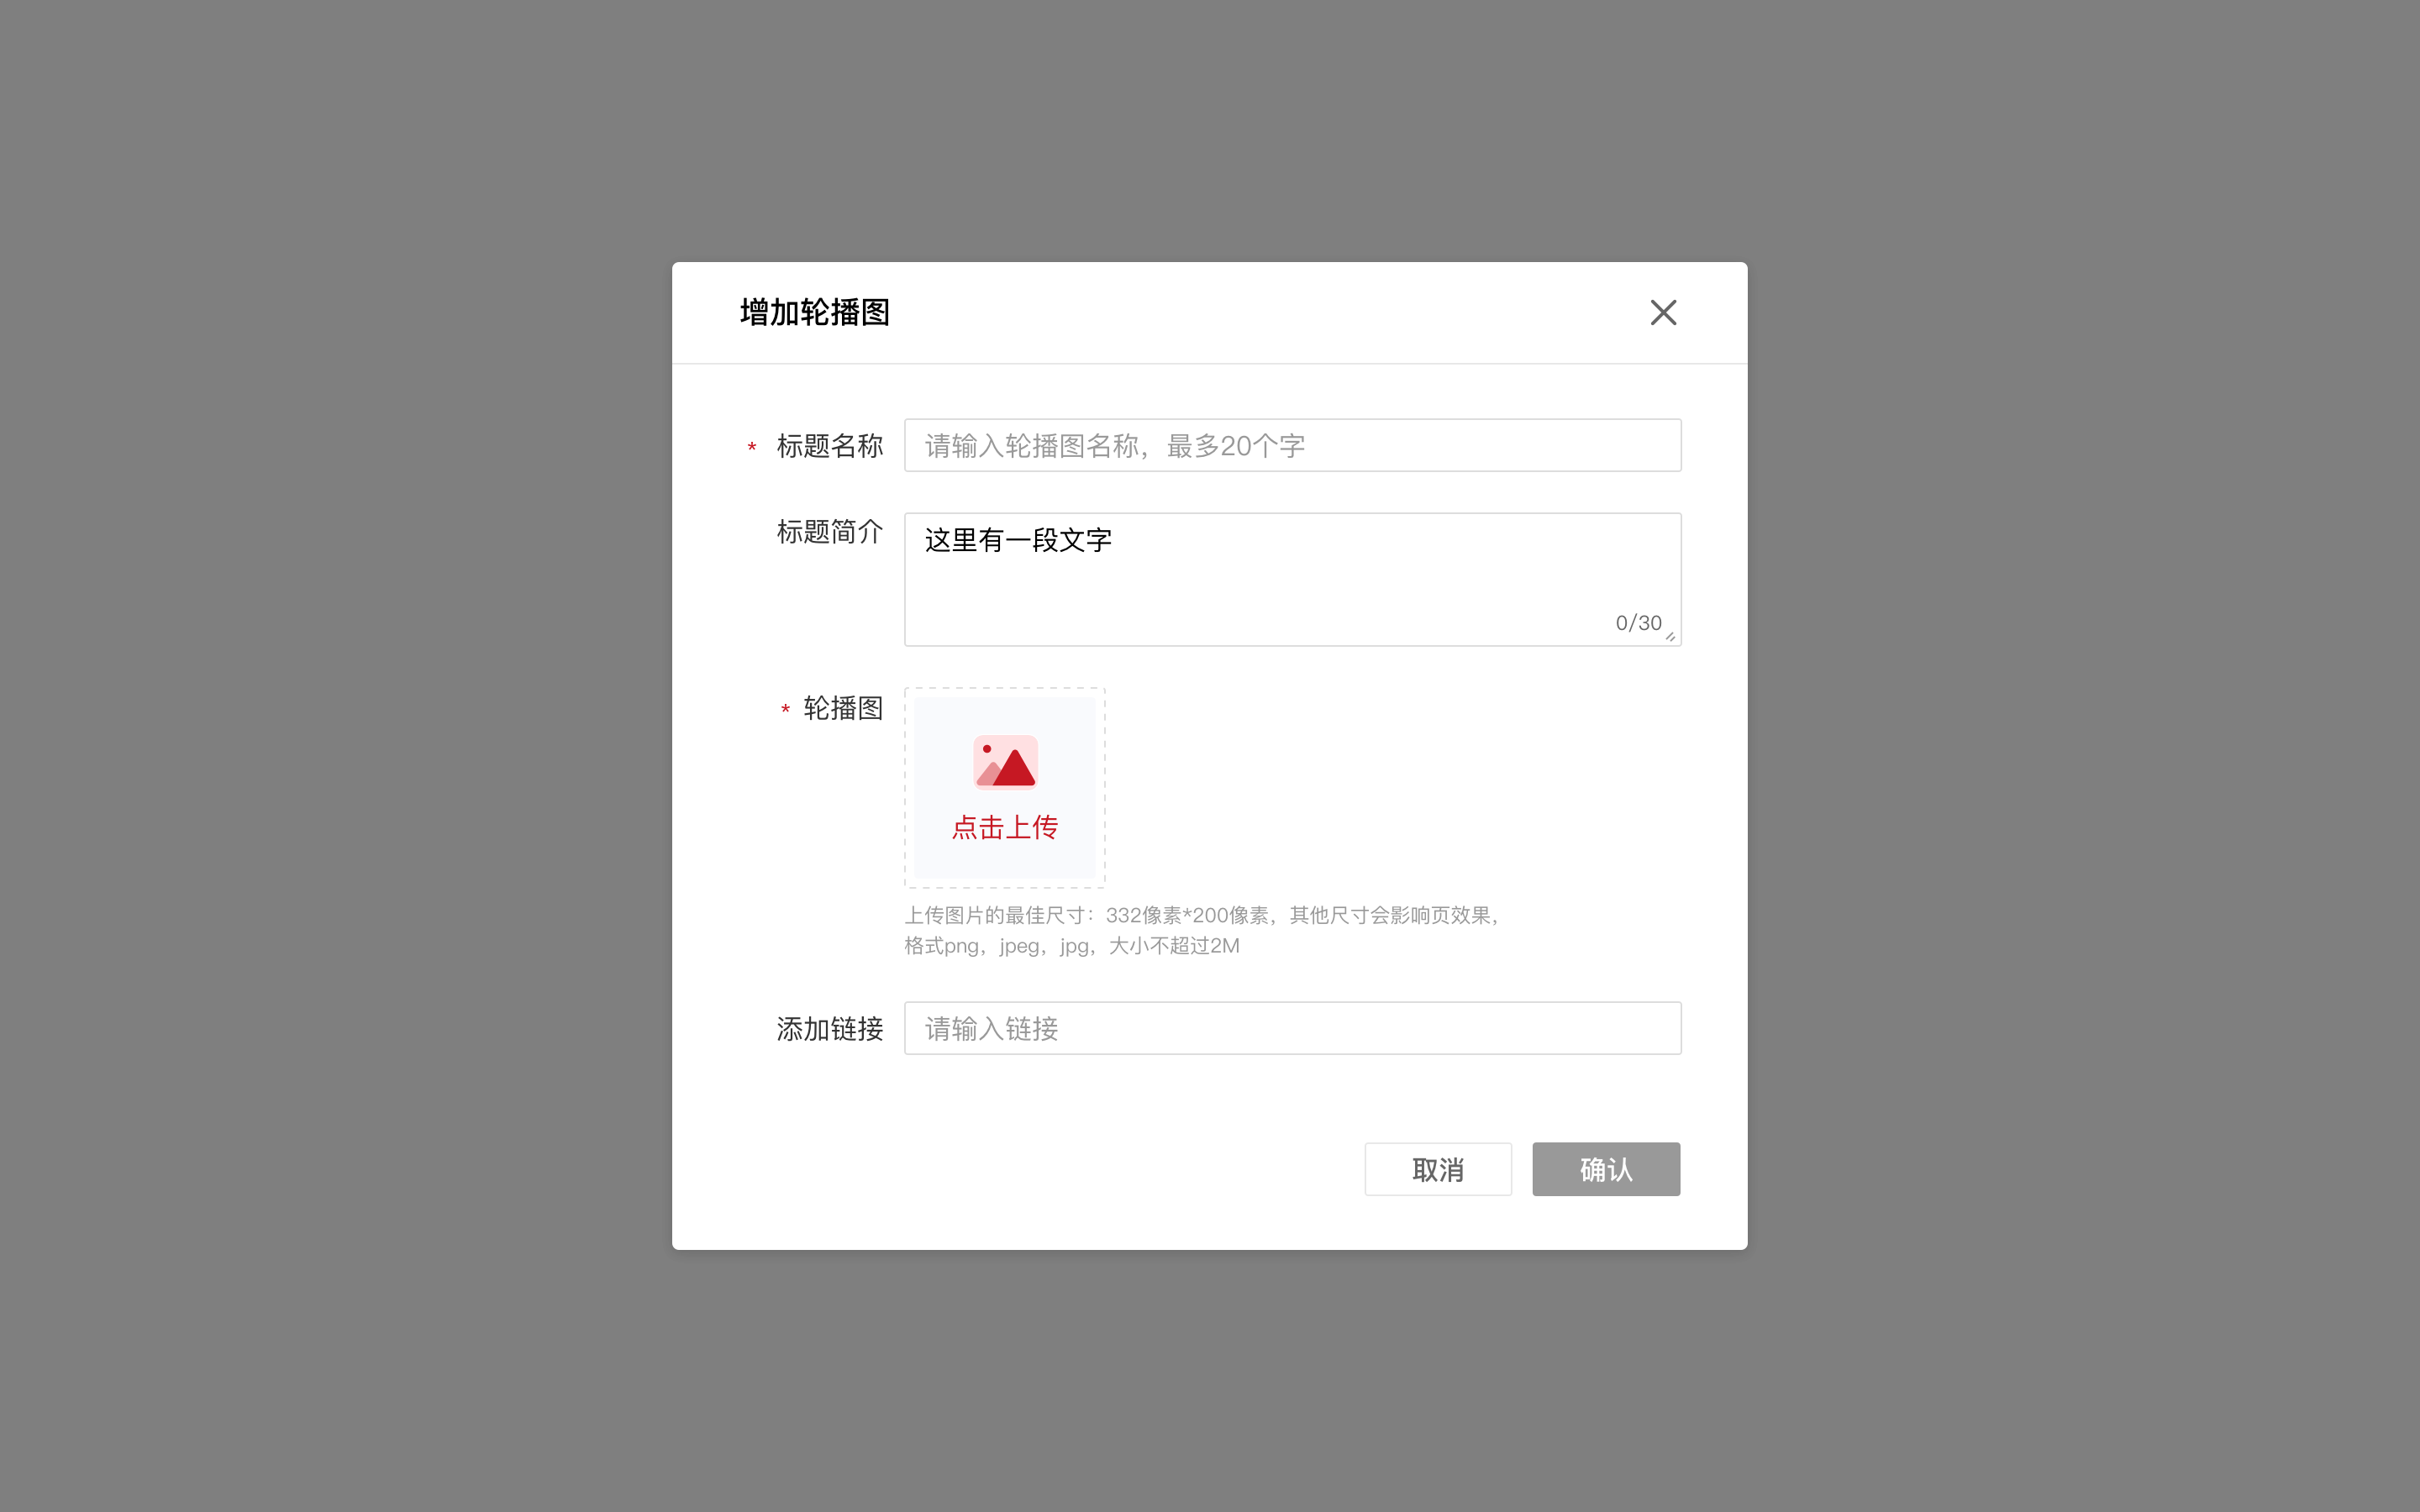 增加轮播图
* 标题名称 请输入轮播图名称，最多20个字
标题简介 这里有一段文字
0/30
* 轮播图
点击上传
上传图片的最佳尺寸：332像素*200像素，其他尺寸会影响页效果，
格式png，jpeg，jpg，大小不超过2M
添加链接 请输入链接
取消 确认